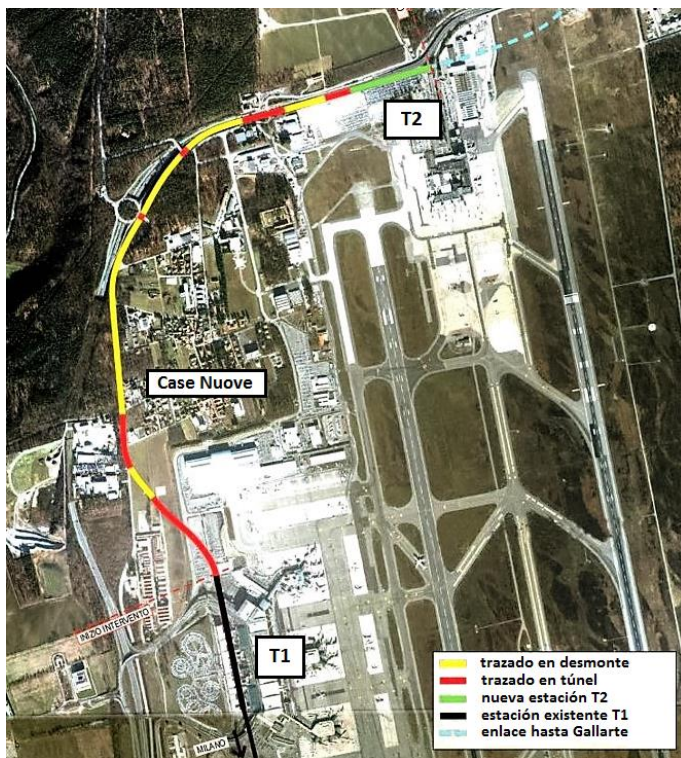 T2
Case Nuove
INIZIO INTERVENTO
T1
MILANO
trazado en desmonte
trazado en túnel
nueva estación T2
estación existente T1
enlace hasta Gallarte